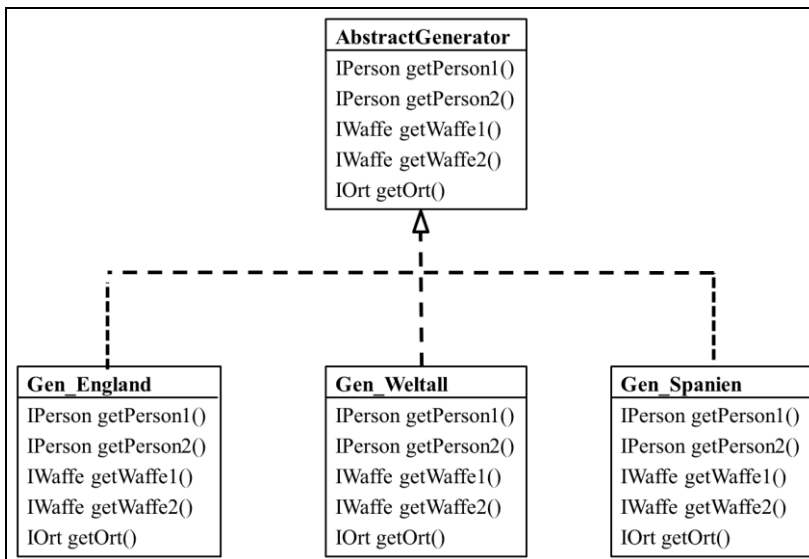 AbstractGenerator
IPerson getPerson1()
IPerson getPerson2()
IWaffe getWaffe1()
IWaffe getWaffe2()
IOrt getOrt()
Gen_England
IPerson getPerson1()
IPerson getPerson2()
IWaffe getWaffe1()
IWaffe getWaffe2()
IOrt getOrt()
Gen_Weltall
IPerson getPerson1()
IPerson getPerson2()
IWaffe getWaffe1()
IWaffe getWaffe2()
IOrt getOrt()
Gen_Spanien
IPerson getPerson1()
IPerson getPerson2()
IWaffe getWaffe1()
IWaffe getWaffe2()
IOrt getOrt()